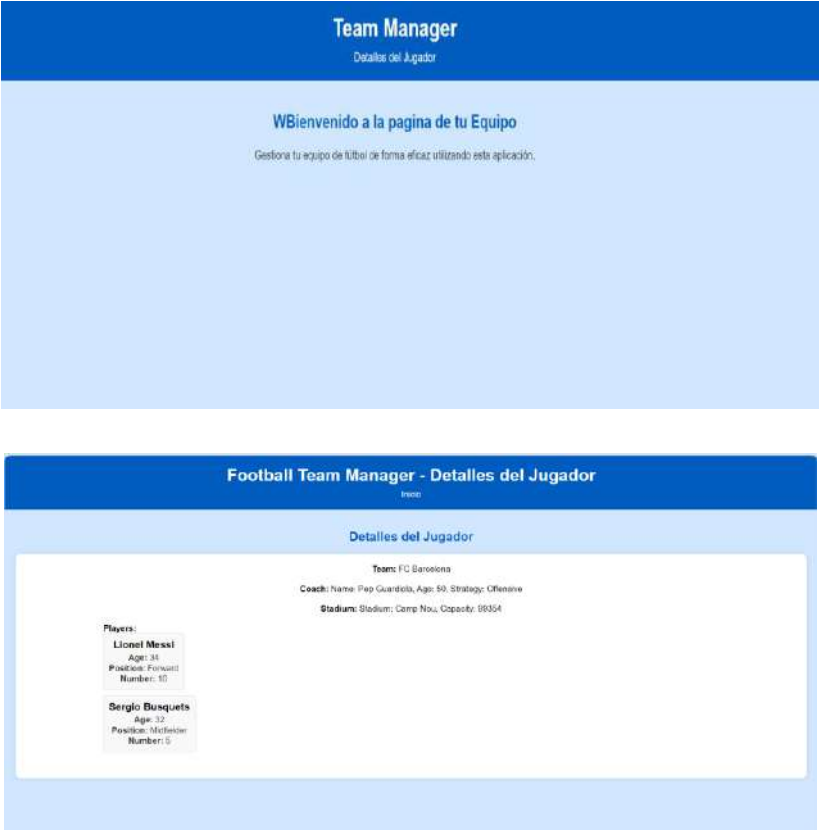 Team Manager
Detalles del Jugador
WBienvenido a la pagina de tu Equipo
Gestiona tu equipo de fútbol de forma eficaz utilizando esta aplicación.
Football Team Manager - Detalles del Jugador
Inicio
Detalles del Jugador
Team: FC Barcelona
Coach: Name: Pep Guardiola, Age: 50, Strategy: Offensive
Stadium: Stadium: Camp Nou, Capacity: 99354
Players:
Lionel Messi
Age: 34
Position: Forward
Number: 10
Sergio Busquets
Age: 32
Position: Midfielder
Number: 5